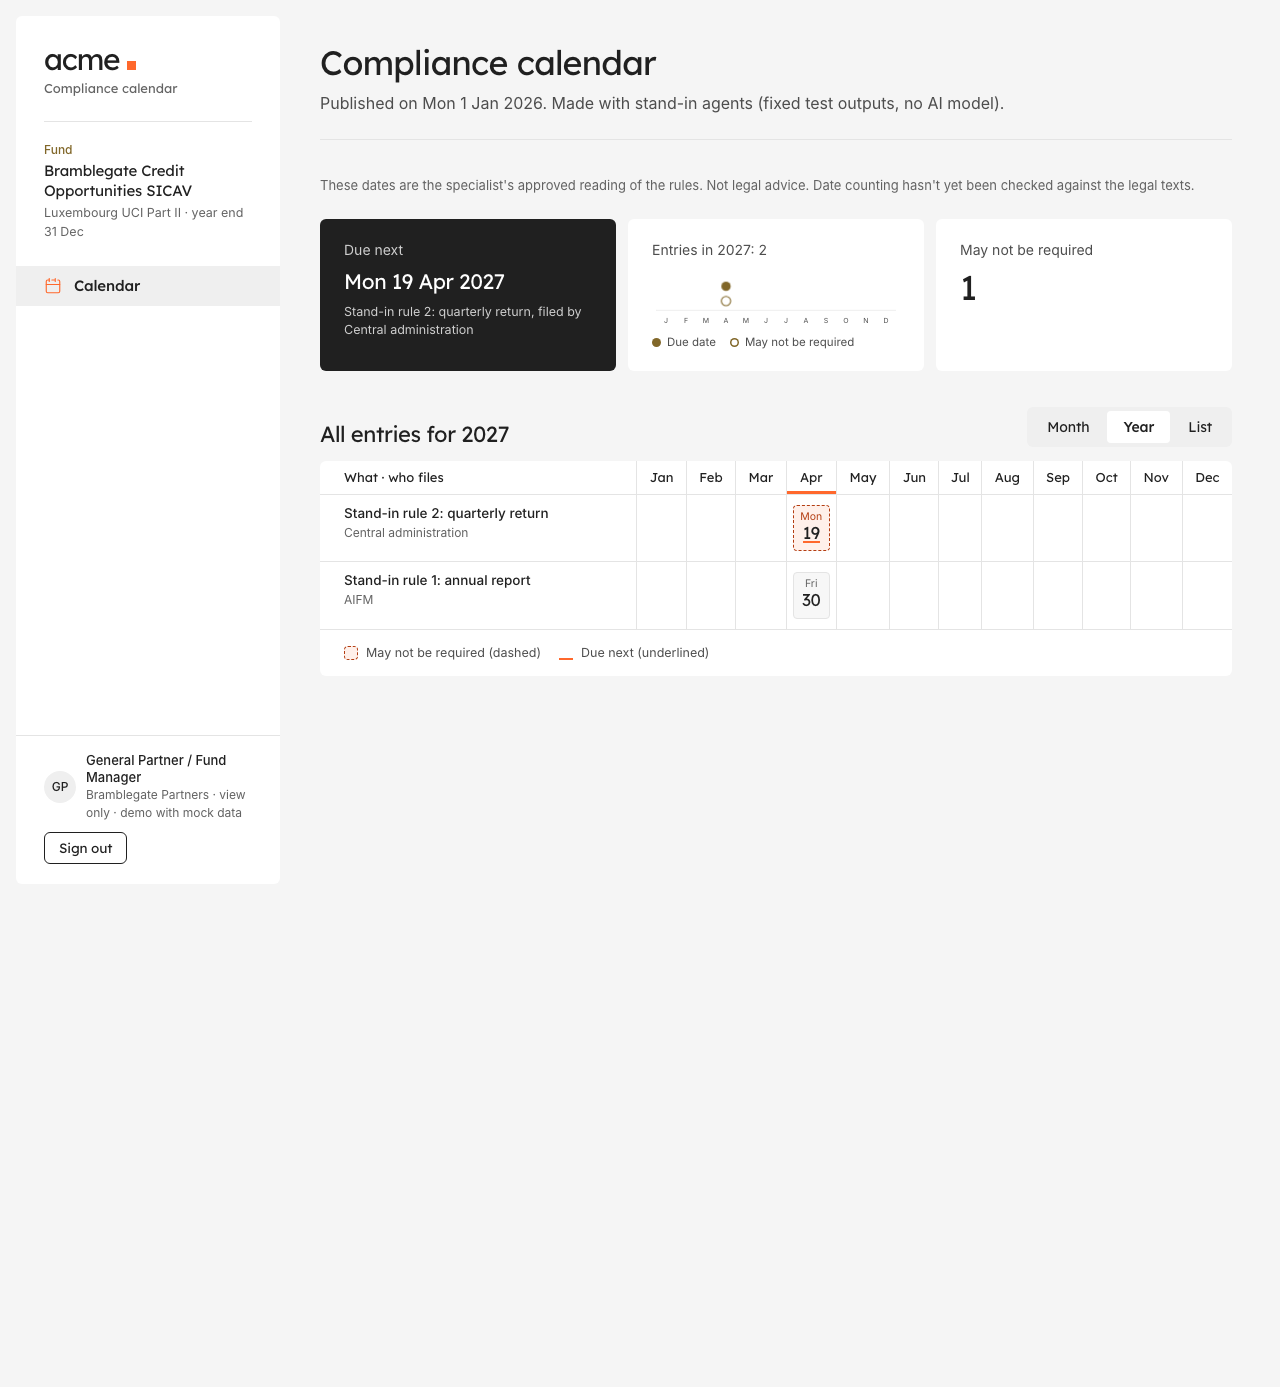 acme
Compliance calendar
Fund
Bramblegate Credit
Opportunities SICAV
Luxembourg UCI Part II · year end
31 Dec
Calendar
General Partner / Fund
Manager
GP
Bramblegate Partners · view
only · demo with mock data
Sign out
Compliance calendar
Published on Mon 1 Jan 2026. Made with stand-in agents (fixed test outputs, no AI model).
These dates are the specialist's approved reading of the rules. Not legal advice. Date counting hasn't yet been checked against the legal texts.
Due next
Mon 19 Apr 2027
Stand-in rule 2: quarterly return, filed by
Central administration
Entries in 2027: 2
J F M A M J J A S O N D
Due date May not be required
May not be required
1
All entries for 2027
Month Year List
What · who files Jan Feb Mar Apr May Jun Jul Aug Sep Oct Nov Dec
Stand-in rule 2: quarterly return
Central administration
Mon
19
Stand-in rule 1: annual report
AIFM
Fri
30
May not be required (dashed) Due next (underlined)